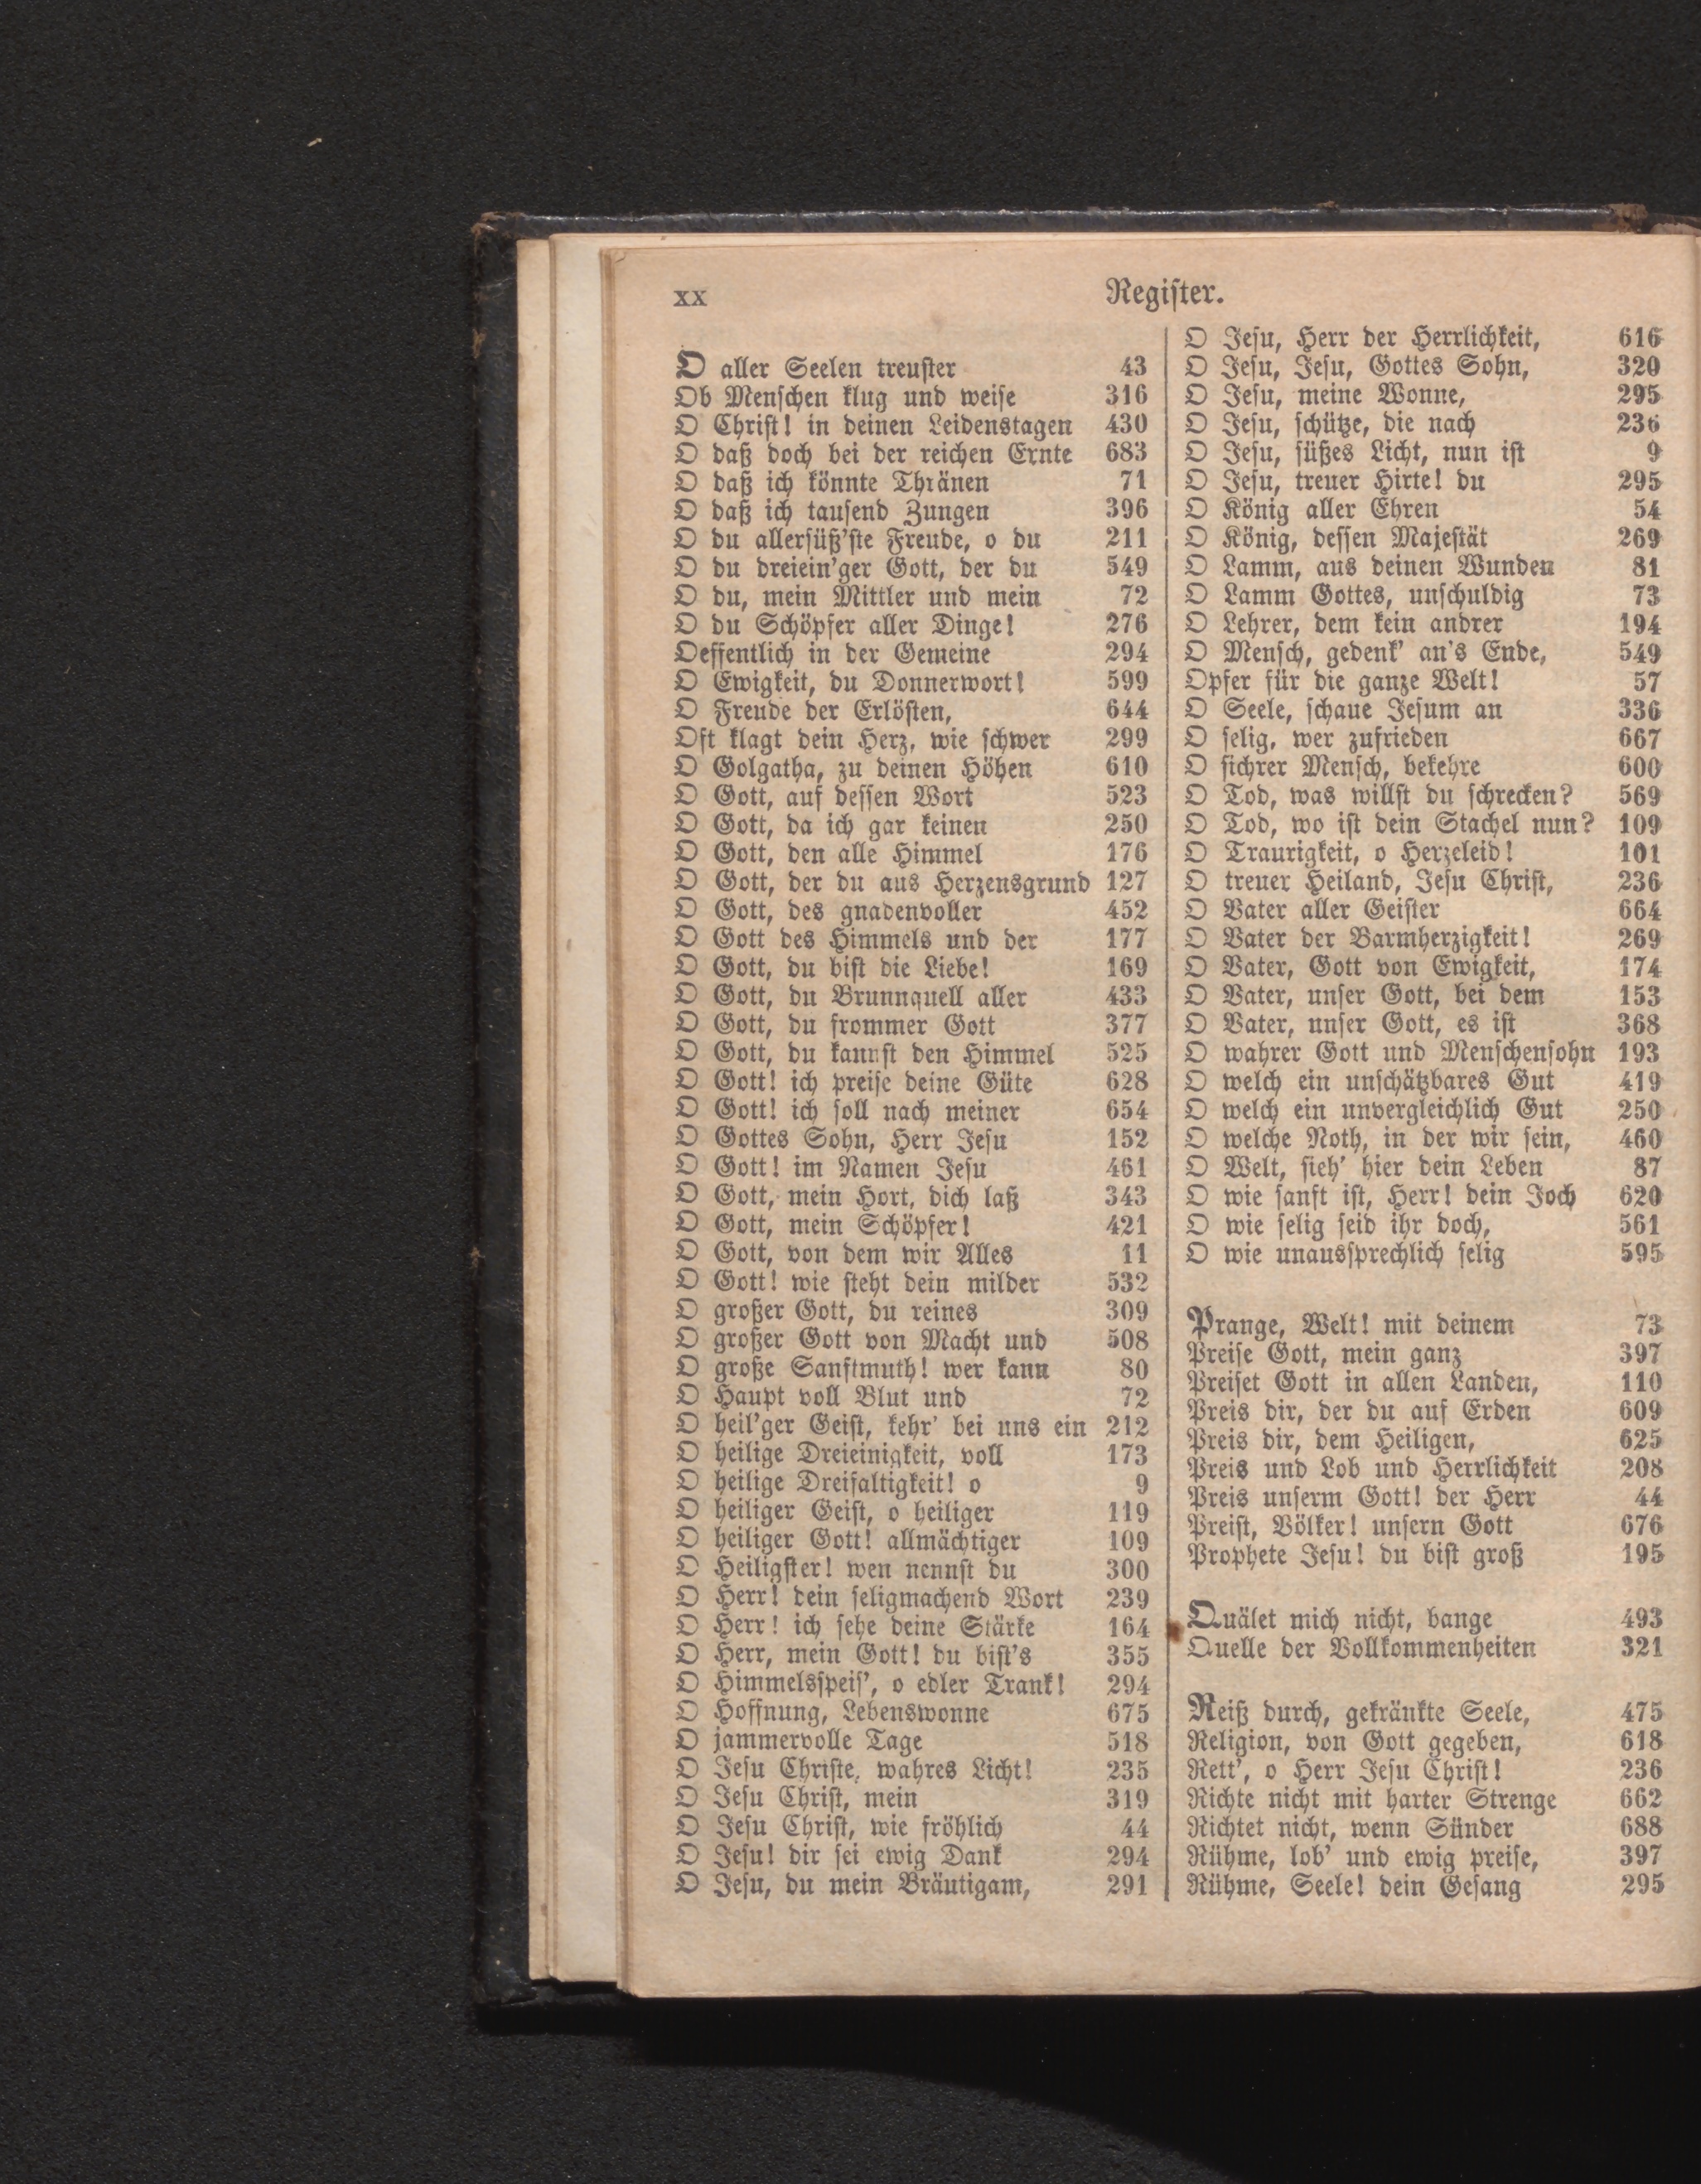 xx
Register.
O aller Seelen treuster 43
Ob Menschen klug und weise 316
O Christ! in deinen Leidenstagen 430
O daß doch bei der reichen Ernte 683
O daß ich könnte Thränen 71
O daß ich tausend Zungen 396
O du allersüß'ste Freude, o du 211
O du dreiein'ger Gott, der du 549
O du, mein Mittler und mein 72
O du Schöpfer aller Dinge! 276
Oeffentlich in der Gemeine 294
O Ewigkeit, du Donnerwort! 599
O Freude der Erlösten, 644
Oft klagt dein Herz, wie schwer 299
O Golgatha, zu deinen Höhen 610
O Gott, auf dessen Wort 523
O Gott, da ich gar keinen 250
O Gott, den alle Himmel 176
O Gott, der du aus Herzensgrund 127
O Gott, des gnadenvoller 452
O Gott des Himmels und der 177
O Gott, du bist die Liebe! 169
O Gott, du Brunnquell aller 433
O Gott, du frommer Gott 377
O Gott, du kannst den Himmel 525
O Gott! ich preise deine Güte 628
O Gott! ich soll nach meiner 654
O Gottes Sohn, Herr Jesu 152
O Gott! im Namen Jesu 461
O Gott, mein Hort, dich laß 343
O Gott, mein Schöpfer! 421
O Gott, von dem wir Alles 11
O Gott! wie steht dein milder 532
O großer Gott, du reines 309
O großer Gott von Macht und 508
O große Sanftmuth! wer kann 80
O Haupt voll Blut und 72
O heil'ger Geist, kehr' bei uns ein 212
O heilige Dreieinigkeit, voll 173
O heilige Dreifaltigkeit! o 9
O heiliger Geist, o heiliger 119
O heiliger Gott! allmächtiger 109
O Heiligster! wen nennst du 300
O Herr! dein seligmachend Wort 239
O Herr! ich sehe deine Stärke 164
O Herr, mein Gott! du bist's 355
O Himmelsspeis', o edler Trank! 294
O Hoffnung, Lebenswonne 675
O jammervolle Tage 518
O Jesu Christe, wahres Licht! 235
O Jesu Christ, mein 319
O Jesu Christ, wie fröhlich 44
O Jesu! dir sei ewig Dank 294
O Jesu, du mein Bräutigam, 291
O Jesu, Herr der Herrlichkeit, 616
O Jesu, Jesu, Gottes Sohn, 320
O Jesu, meine Wonne, 295
O Jesu, schütze, die nach 236
O Jesu, süßes Licht, nun ist 9
O Jesu, treuer Hirte! du 295
O König aller Ehren 54
O König, dessen Majestät 269
O Lamm, aus deinen Wunden 81
O Lamm Gottes, unschuldig 73
O Lehrer, dem kein andrer 194
O Mensch, gedenk' an's Ende, 549
Opfer für die ganze Welt! 57
O Seele, schaue Jesum an 336
O selig, wer zufrieden 667
O sichrer Mensch, bekehre 600
O Tod, was willst du schrecken? 569
O Tod, wo ist dein Stachel nun? 109
O Traurigkeit, o Herzeleid! 101
O treuer Heiland, Jesu Christ, 236
O Vater aller Geister 664
O Vater der Barmherzigkeit! 269
O Vater, Gott von Ewigkeit, 174
O Vater, unser Gott, bei dem 153
O Vater, unser Gott, es ist 368
O wahrer Gott und Menschensohn 193
O welch ein unschätzbares Gut 419
O welch ein unvergleichlich Gut 250
O welche Noth, in der wir sein, 460
O Welt, sieh' hier dein Leben 87
O wie sanft ist, Herr! dein Joch 620
O wie selig seid ihr doch, 561
O wie unaussprechlich selig 595
Prange, Welt! mit deinem 73
Preise Gott, mein ganz 397
Preiset Gott in allen Landen, 110
Preis dir, der du auf Erden 609
Preis dir, dem Heiligen, 625
Preis und Lob und Herrlichkeit 208
Preis unserm Gott! der Herr 44
Preist, Völker! unsern Gott 676
Prophete Jesu! du bist groß 195
Quälet mich nicht, bange 493
Quelle der Vollkommenheiten 321
Reiß durch, gekränkte Seele, 475
Religion, von Gott gegeben, 618
Rett', o Herr Jesu Christ! 236
Richte nicht mit harter Strenge 662
Richtet nicht, wenn Sünder 688
Rühme, lob' und ewig preise, 397
Rühme, Seele! dein Gesang 295